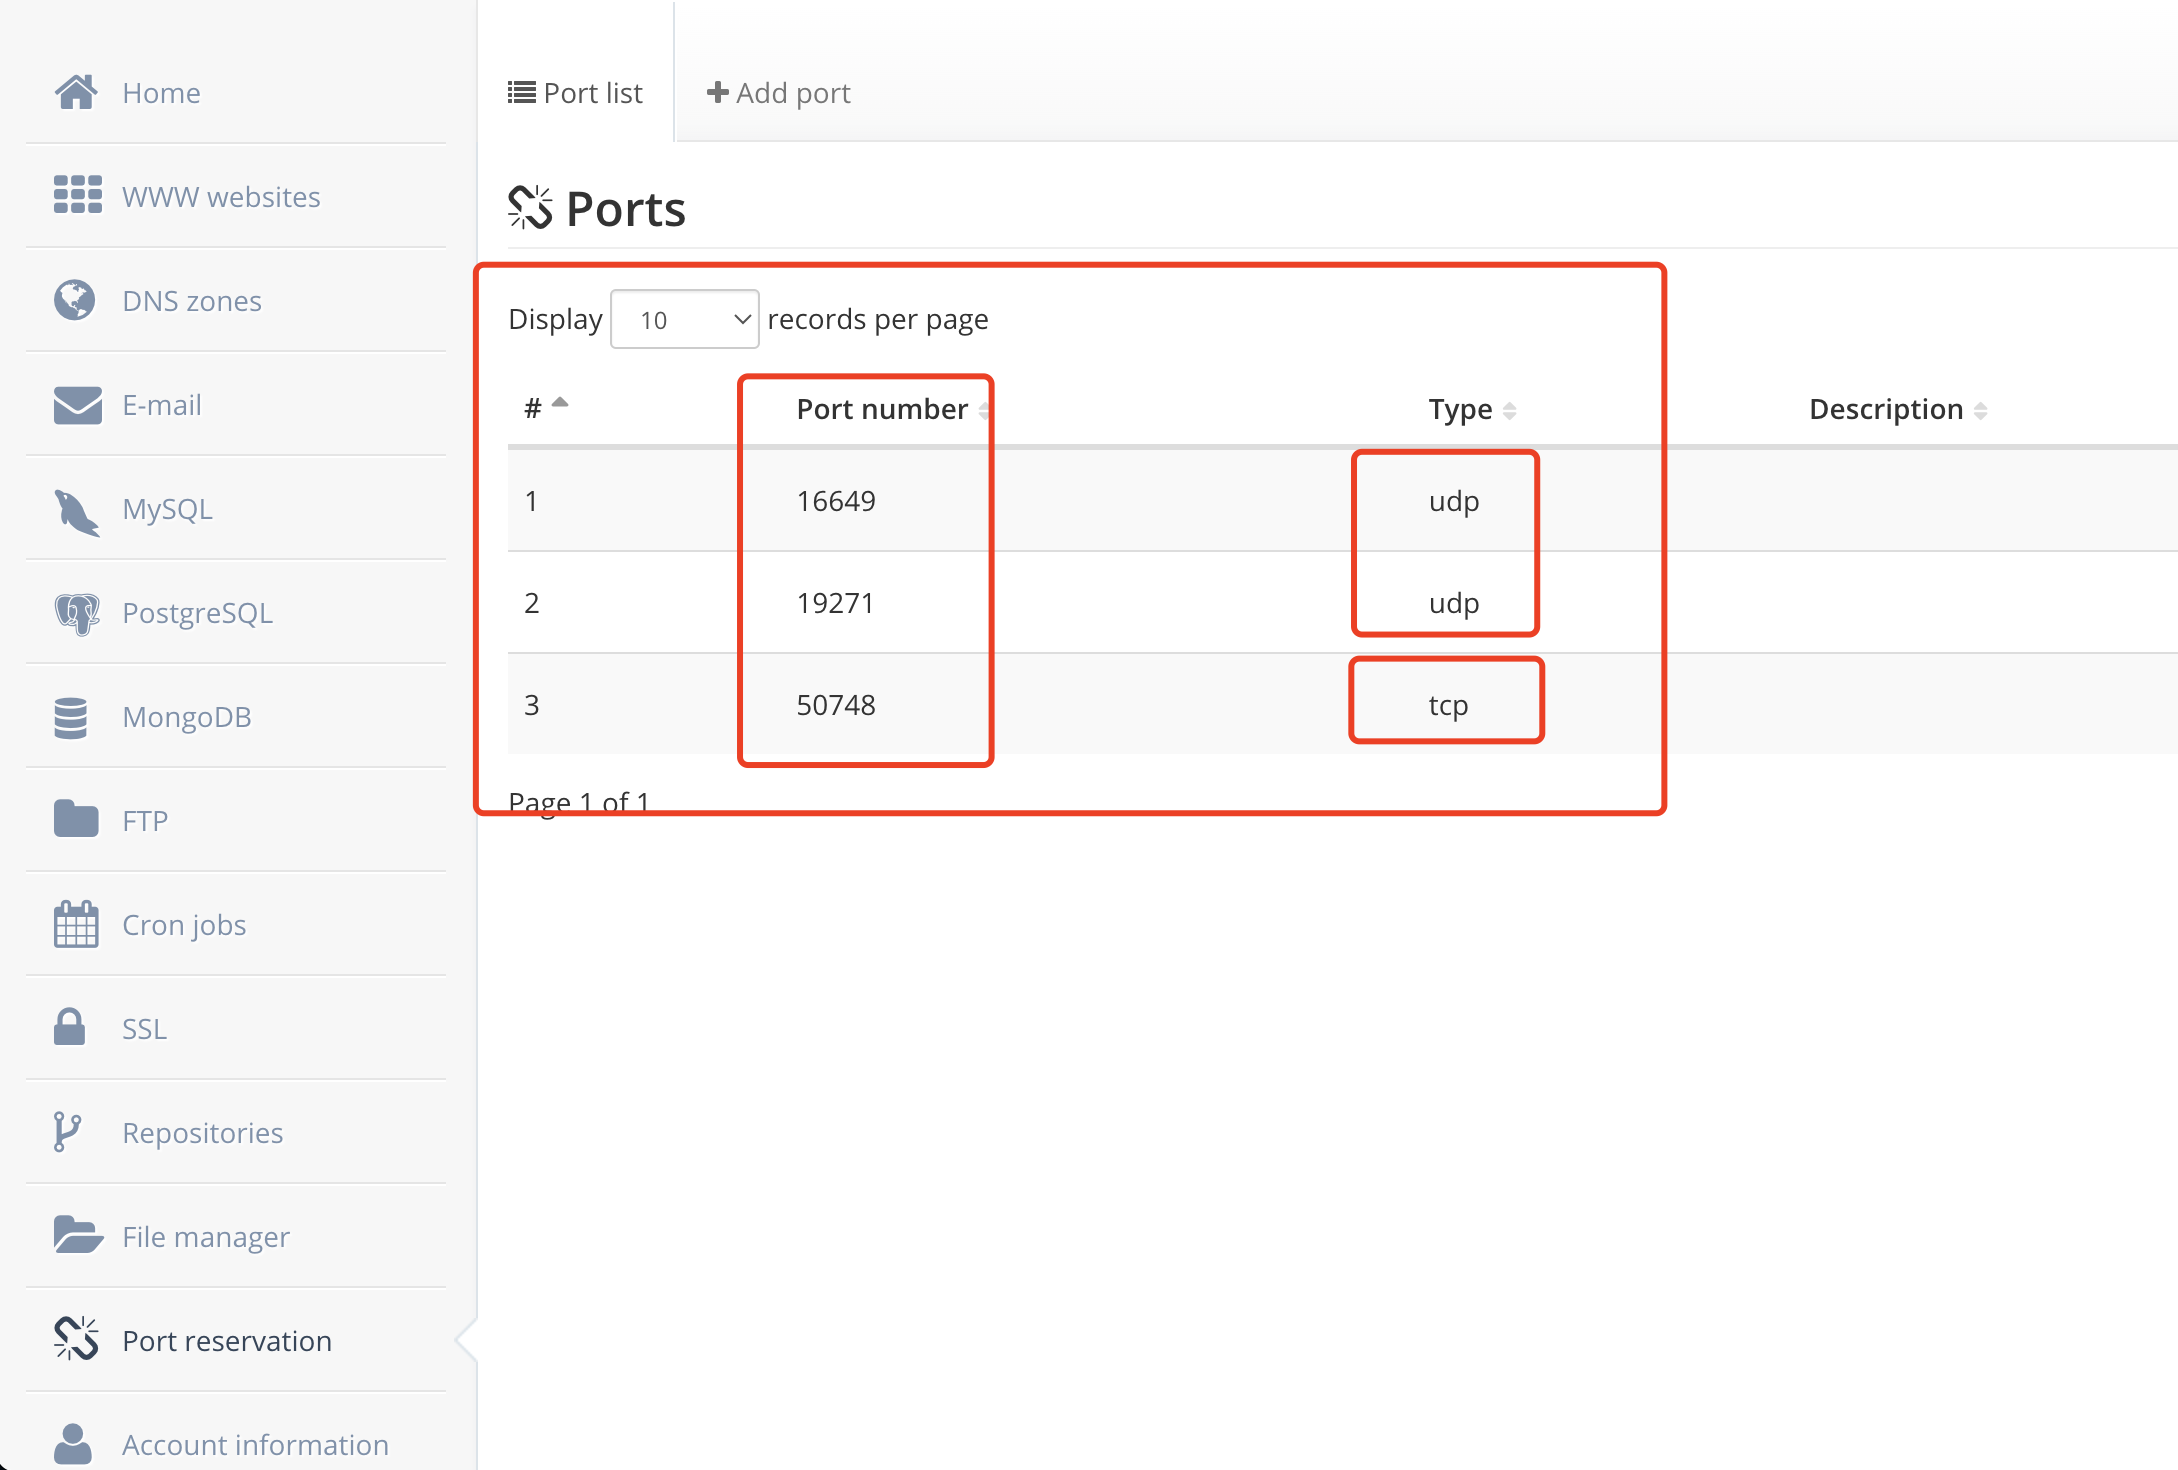 Home
WWW websites
DNS zones
E-mail
MySQL
PostgreSQL
MongoDB
FTP
Cron jobs
SSL
Repositories
File manager
Port reservation
Account information
Port list
Add port
Ports
Display 10 records per page
# Port number Type Description
1 16649 udp
2 19271 udp
3 50748 tcp
Page 1 of 1